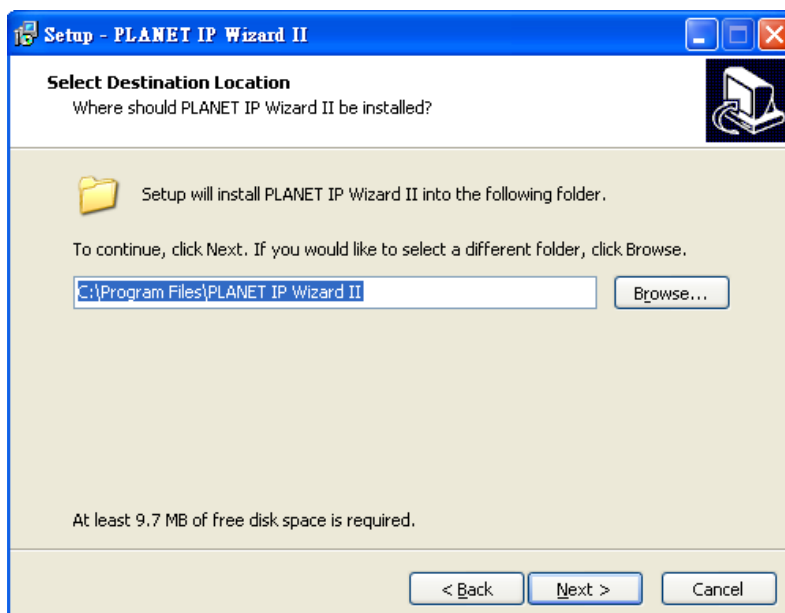 Setup - PLANET IP Wizard II
Select Destination Location
Where should PLANET IP Wizard II be installed?
Setup will install PLANET IP Wizard II into the following folder.
To continue, click Next. If you would like to select a different folder, click Browse.
C:\Program Files\PLANET IP Wizard II
Browse...
At least 9.7 MB of free disk space is required.
< Back Next > Cancel